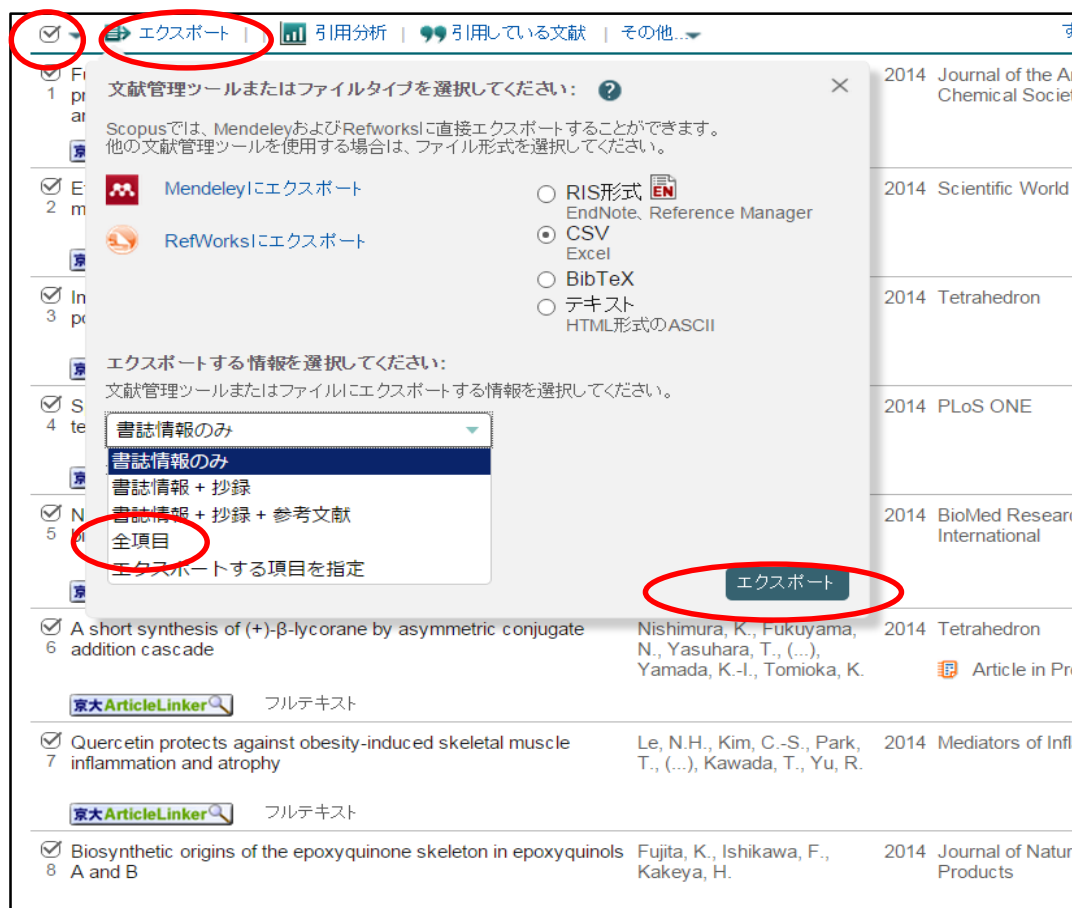 エクスポート | | 引用分析 | 引用している文献 | その他...
文献管理ツールまたはファイルタイプを選択してください: ?
Scopusでは、MendeleyおよびRefworksに直接エクスポートすることができます。
他の文献管理ツールを使用する場合は、ファイル形式を選択してください。
Mendeleyにエクスポート
RefWorksにエクスポート
RIS形式 EN
EndNote、Reference Manager
CSV
Excel
BibTeX
テキスト
HTML形式のASCII
エクスポートする情報を選択してください:
文献管理ツールまたはファイルにエクスポートする情報を選択してください。
書誌情報のみ
書誌情報のみ
書誌情報 + 抄録
書誌情報 + 抄録 + 参考文献
全項目
エクスポートする項目を指定
エクスポート
1
2014 Journal of the
Chemical
2
2014 Scientific World
3
2014 Tetrahedron
4
2014 PLoS ONE
5
2014 BioMed
International
6 A short synthesis of (+)-β-lycorane by asymmetric conjugate
addition cascade
Nishimura, K., Fukuyama,
N., Yasuhara, T., (...),
Yamada, K.-I., Tomioka, K.
2014 Tetrahedron
Article in
京大ArticleLinker フルテキスト
7 Quercetin protects against obesity-induced skeletal muscle
inflammation and atrophy
Le, N.H., Kim, C.-S., Park,
T., (...), Kawada, T., Yu, R.
2014 Mediators of
京大ArticleLinker フルテキスト
8 Biosynthetic origins of the epoxyquinone skeleton in epoxyquinols
A and B
Fujita, K., Ishikawa, F.,
Kakeya, H.
2014 Journal of
Products